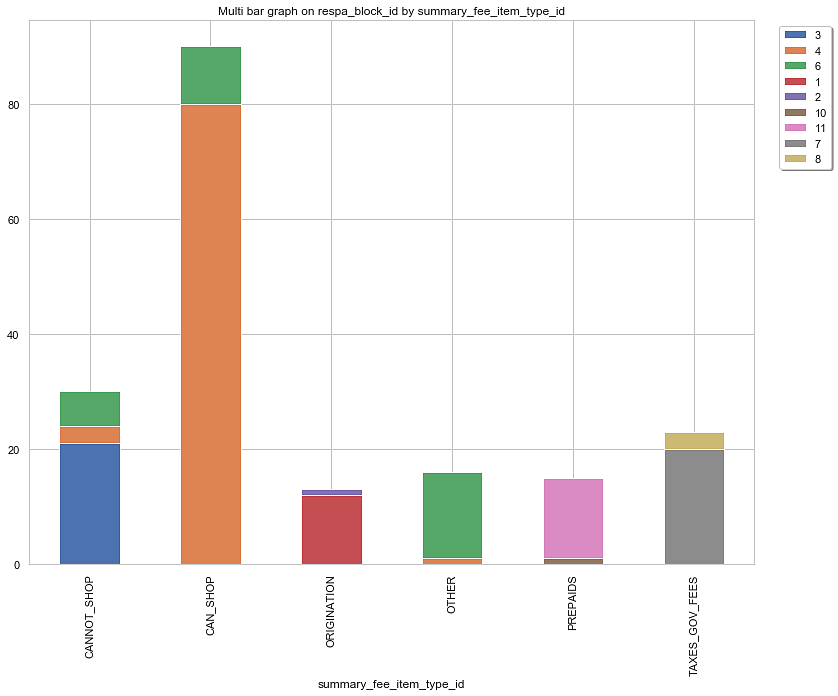 Multi bar graph on respa_block_id by summary_fee_item_type_id
3
4
6
1
2
10
11
7
8
80
60
40
20
0
CANNOT_SHOP
CAN_SHOP
ORIGINATION
OTHER
PREPAIDS
TAXES_GOV_FEES
summary_fee_item_type_id